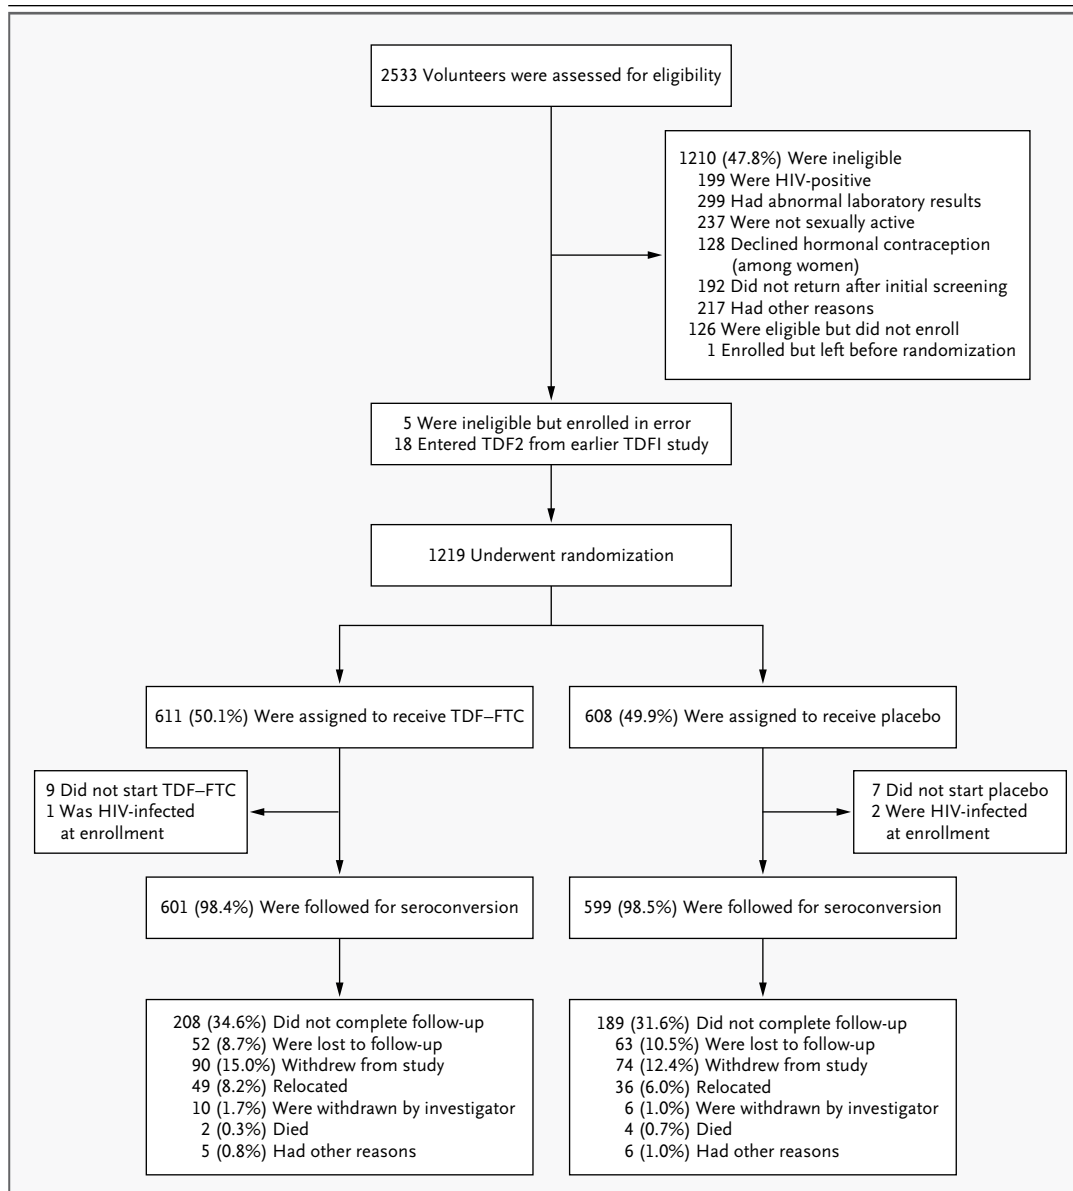 2533 Volunteers were assessed for eligibility
1210 (47.8%) Were ineligible
199 Were HIV-positive
299 Had abnormal laboratory results
237 Were not sexually active
128 Declined hormonal contraception
(among women)
192 Did not return after initial screening
217 Had other reasons
126 Were eligible but did not enroll
1 Enrolled but left before randomization
5 Were ineligible but enrolled in error
18 Entered TDF2 from earlier TDF1 study
1219 Underwent randomization
611 (50.1%) Were assigned to receive TDF–FTC
608 (49.9%) Were assigned to receive placebo
9 Did not start TDF–FTC
1 Was HIV-infected
at enrollment
7 Did not start placebo
2 Were HIV-infected
at enrollment
601 (98.4%) Were followed for seroconversion
599 (98.5%) Were followed for seroconversion
208 (34.6%) Did not complete follow-up
52 (8.7%) Were lost to follow-up
90 (15.0%) Withdrew from study
49 (8.2%) Relocated
10 (1.7%) Were withdrawn by investigator
2 (0.3%) Died
5 (0.8%) Had other reasons
189 (31.6%) Did not complete follow-up
63 (10.5%) Were lost to follow-up
74 (12.4%) Withdrew from study
36 (6.0%) Relocated
6 (1.0%) Were withdrawn by investigator
4 (0.7%) Died
6 (1.0%) Had other reasons